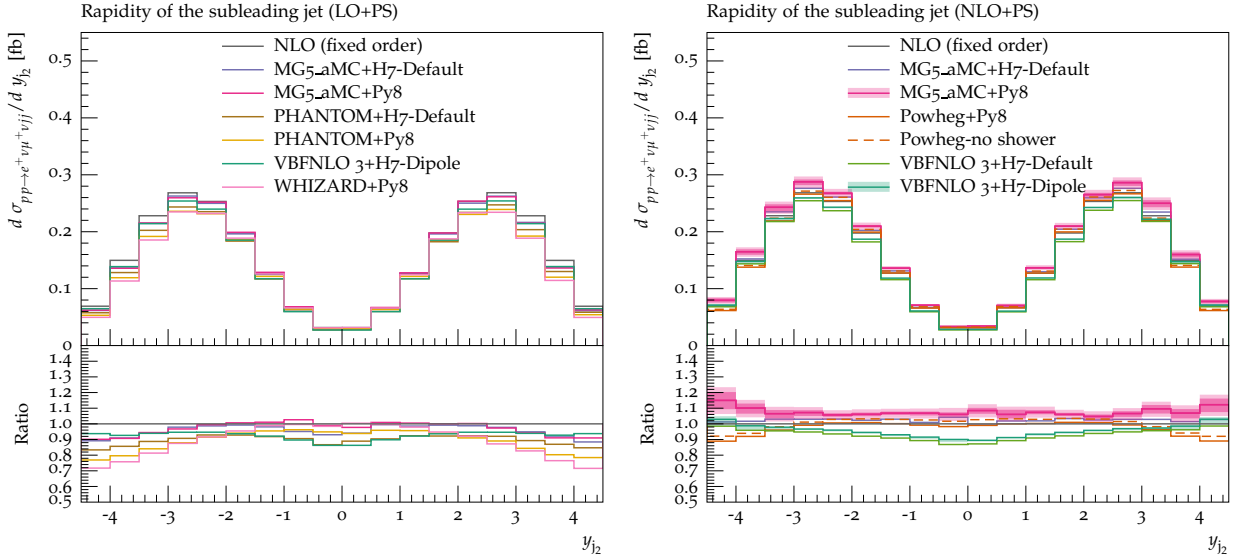 Rapidity of the subleading jet (LO+PS)
d σ_{pp→e⁺νμ⁺νjj}/d y_{j₂} [fb]
0.5
0.4
0.3
0.2
0.1
0
NLO (fixed order)
MG5_aMC+H7-Default
MG5_aMC+Py8
PHANTOM+H7-Default
PHANTOM+Py8
VBFNLO 3+H7-Dipole
WHIZARD+Py8
Ratio
1.4
1.3
1.2
1.1
1.0
0.9
0.8
0.7
0.6
0.5
-4 -3 -2 -1 0 1 2 3 4
y_{j₂}
Rapidity of the subleading jet (NLO+PS)
d σ_{pp→e⁺νμ⁺νjj}/d y_{j₂} [fb]
0.5
0.4
0.3
0.2
0.1
0
NLO (fixed order)
MG5_aMC+H7-Default
MG5_aMC+Py8
Powheg+Py8
Powheg-no shower
VBFNLO 3+H7-Default
VBFNLO 3+H7-Dipole
Ratio
1.4
1.3
1.2
1.1
1.0
0.9
0.8
0.7
0.6
0.5
-4 -3 -2 -1 0 1 2 3 4
y_{j₂}